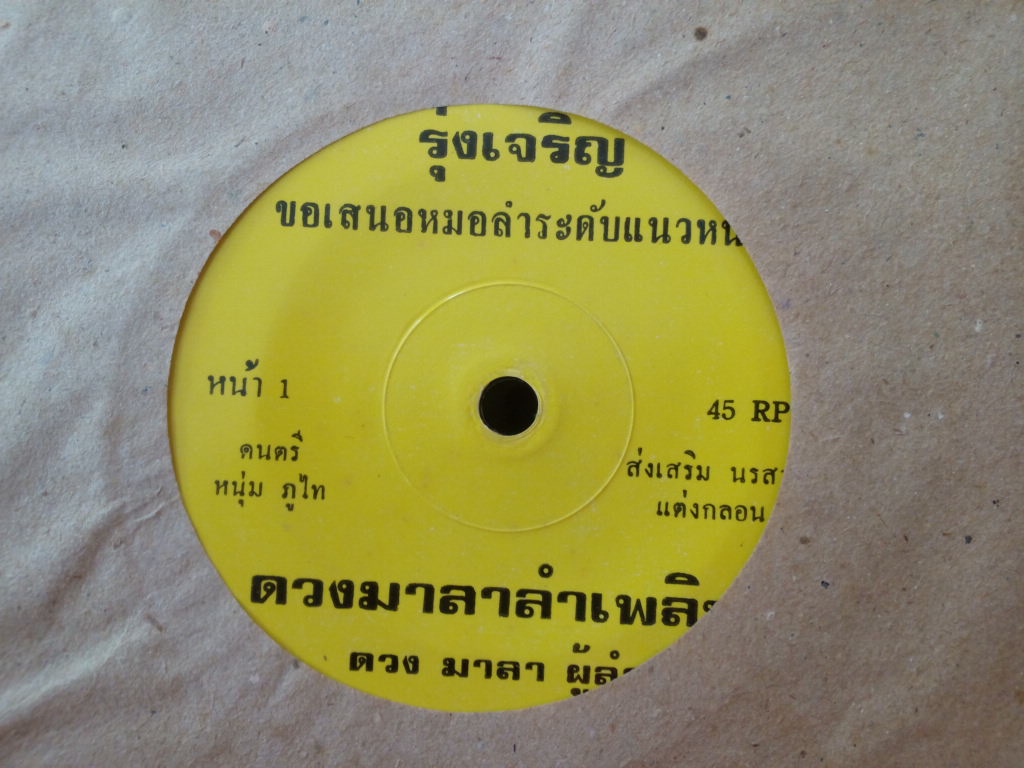 รุ่งเจริญ
ขอเสนอหมอลำระดับแนวหน
หน้า 1
45 RP
ดนตรี
หนุ่ม ภูไท
ส่งเสริม นรส
แต่งกลอน
ดวงมาลาลำเพลิ
ดวง มาลา ผู้ลำ